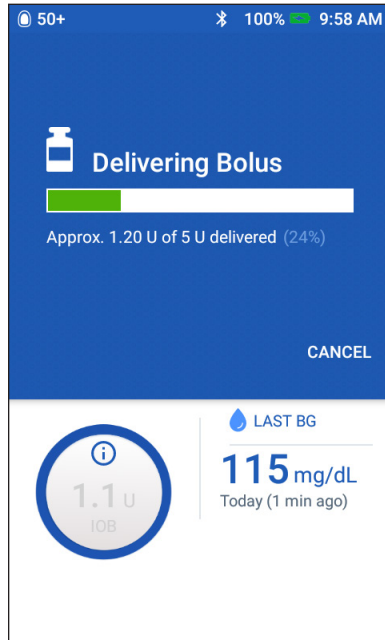 50+ 100% 9:58 AM
Delivering Bolus
Approx. 1.20 U of 5 U delivered (24%)
CANCEL
LAST BG
115 mg/dL
Today (1 min ago)
1.1 U
IOB